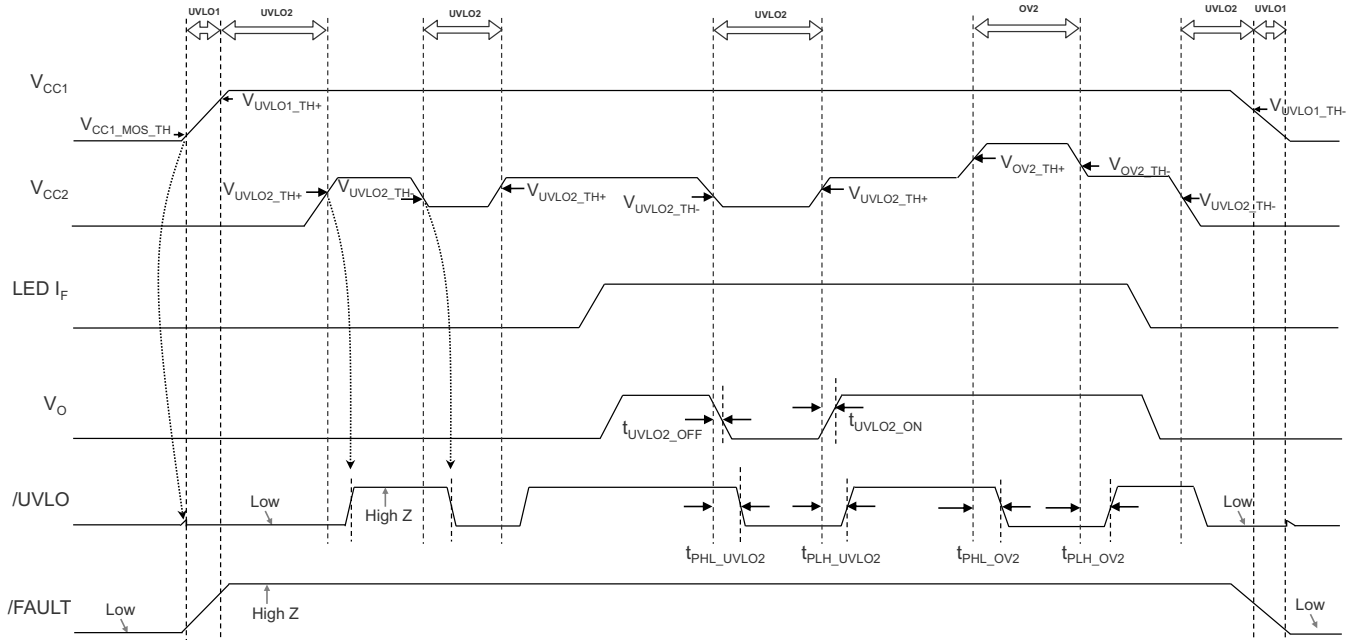 UVLO1 UVLO2 UVLO2 UVLO2 OV2 UVLO2 UVLO1
VCC1
VUVLO1_TH+ VUVLO1_TH-
VCC1_MOS_TH
VCC2
VUVLO2_TH+ VUVLO2_TH- VUVLO2_TH+ VUVLO2_TH- VUVLO2_TH+ VOV2_TH+ VOV2_TH- VUVLO2_TH-
LED IF
VO
tUVLO2_OFF tUVLO2_ON
/UVLO
Low High Z Low
tPHL_UVLO2 tPLH_UVLO2 tPHL_OV2 tPLH_OV2
/FAULT
Low High Z Low